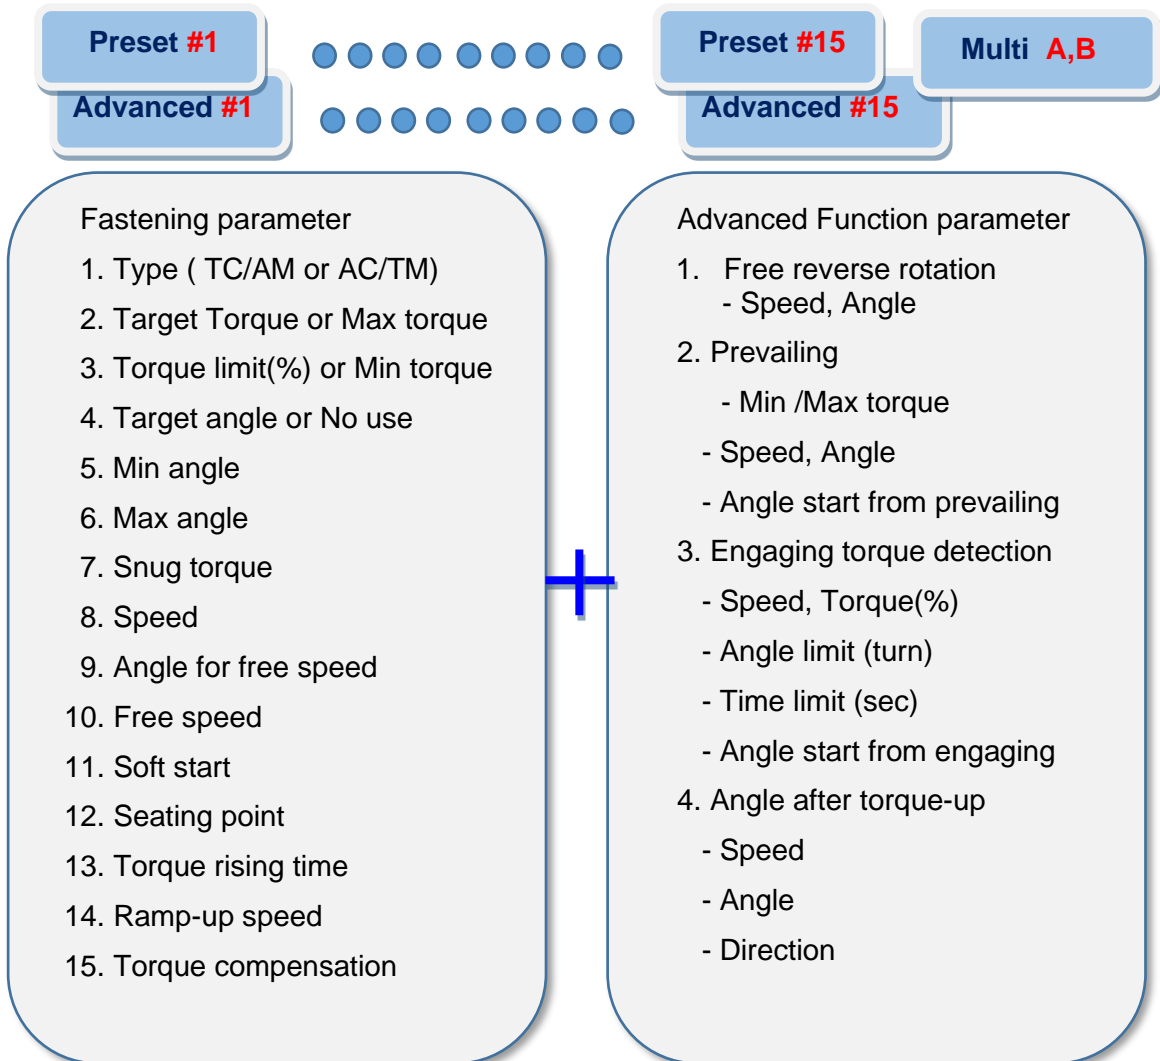 Preset #1
Preset #15
Multi A,B
Advanced #1
Advanced #15
Fastening parameter
1. Type ( TC/AM or AC/TM)
2. Target Torque or Max torque
3. Torque limit(%) or Min torque
4. Target angle or No use
5. Min angle
6. Max angle
7. Snug torque
8. Speed
9. Angle for free speed
10. Free speed
11. Soft start
12. Seating point
13. Torque rising time
14. Ramp-up speed
15. Torque compensation
Advanced Function parameter
1. Free reverse rotation
- Speed, Angle
2. Prevailing
- Min /Max torque
- Speed, Angle
- Angle start from prevailing
3. Engaging torque detection
- Speed, Torque(%)
- Angle limit (turn)
- Time limit (sec)
- Angle start from engaging
4. Angle after torque-up
- Speed
- Angle
- Direction